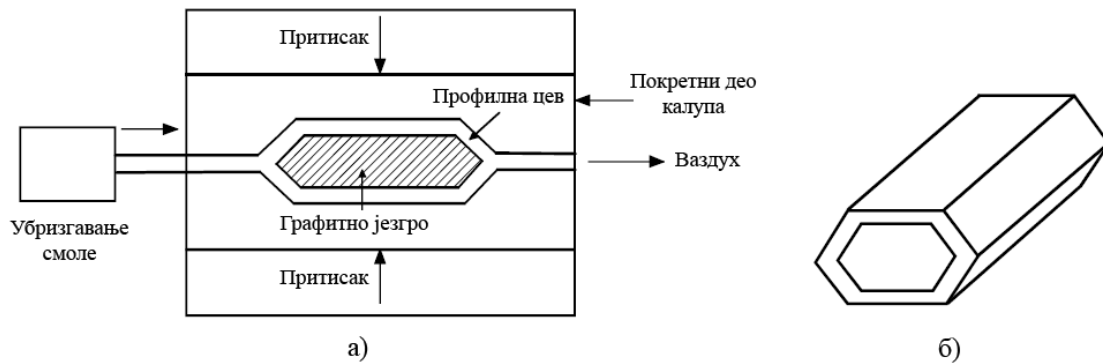 Притисак
Профилна цев
Покретни део
калупа
Ваздух
Убризгавање
смоле
Графитно језгро
Притисак
а)
б)